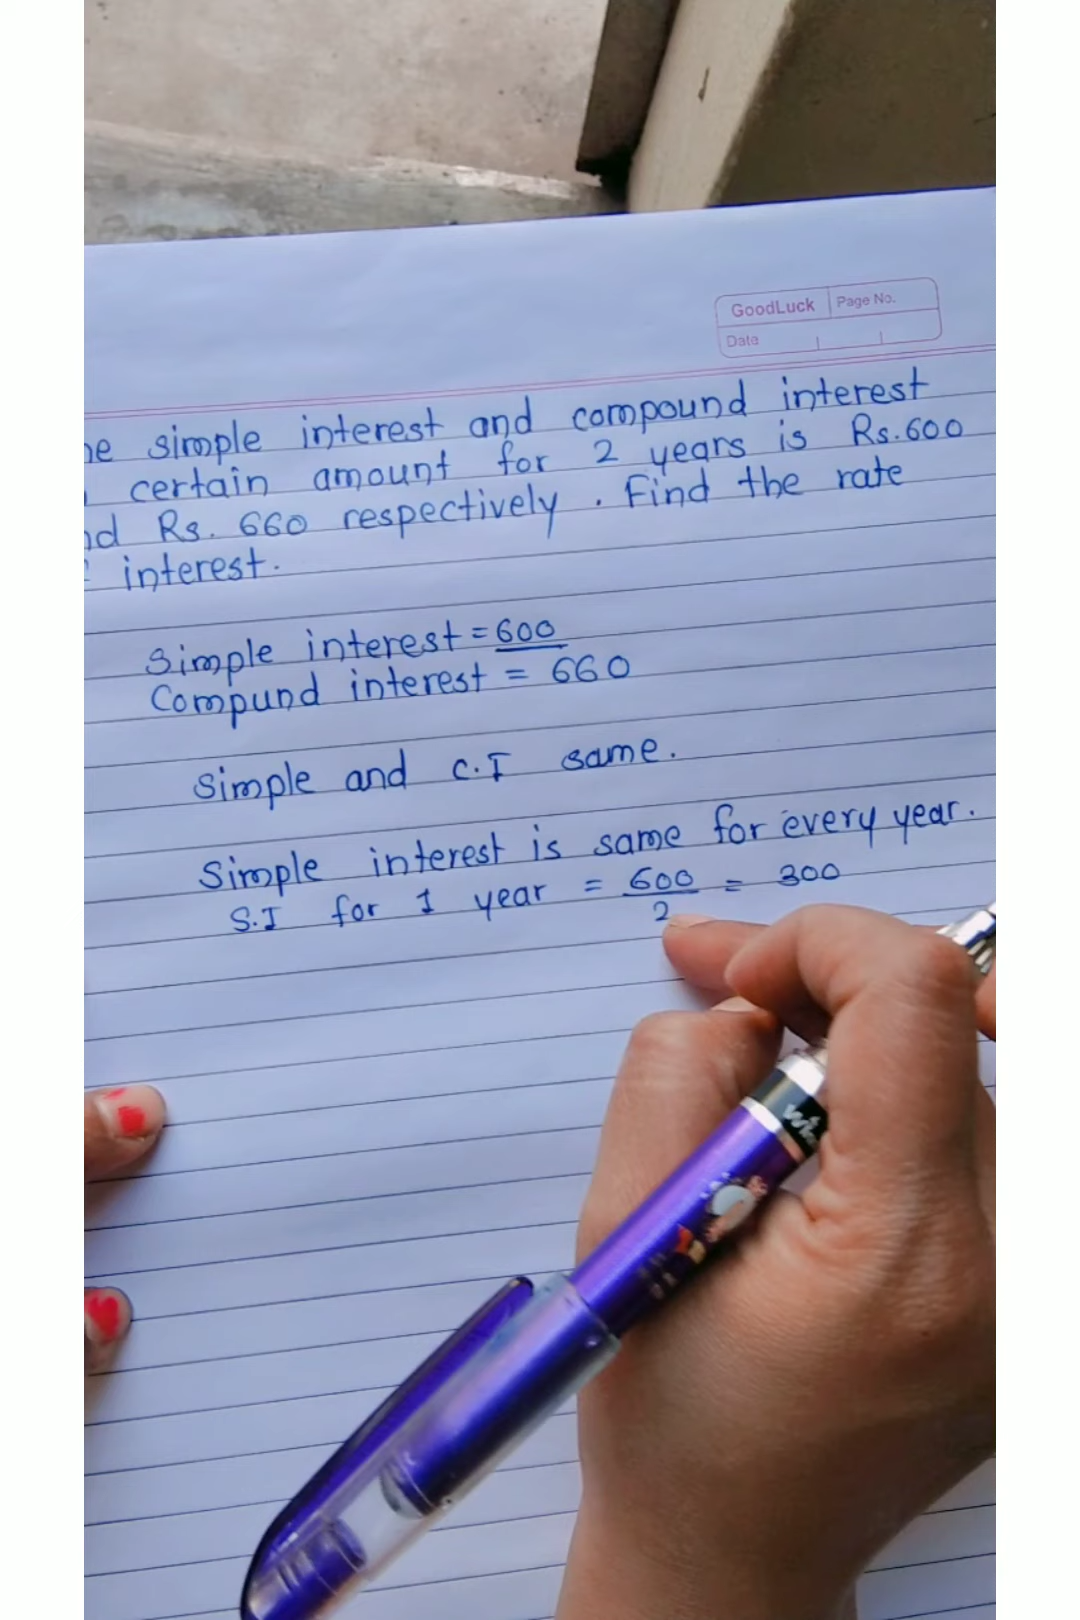 GoodLuck Page No.
Date
simple interest and compound interest
certain amount for 2 years is Rs.600
Rs. 660 respectively. Find the rate
interest.
Simple interest = 600
Compund interest = 660
Simple and C.I same.
Simple interest is same for every year.
S.I for 1 year = 600/2 = 300